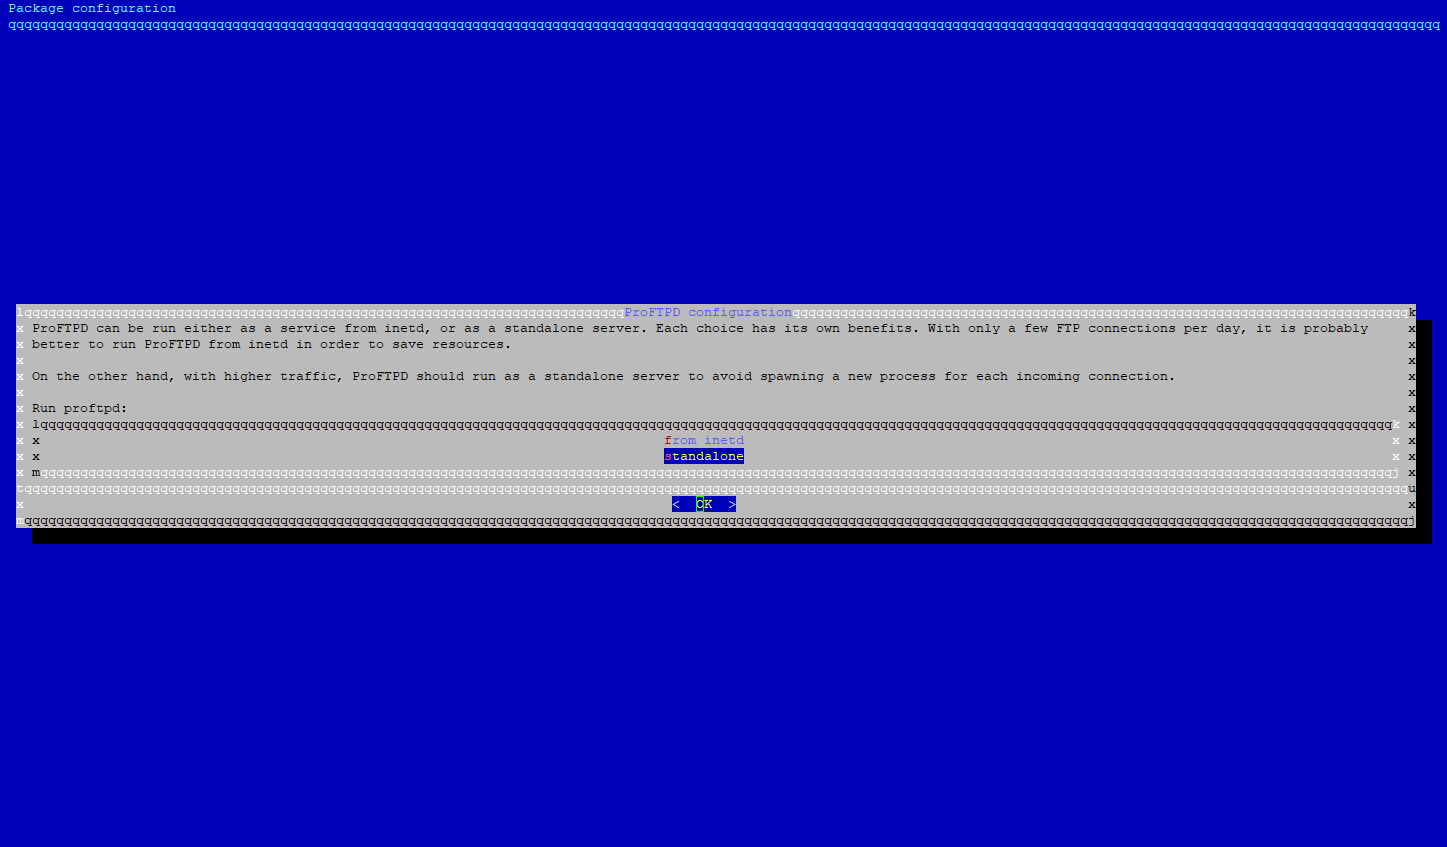 Package configuration
ProFTPD configuration
ProFTPD can be run either as a service from inetd, or as a standalone server. Each choice has its own benefits. With only a few FTP connections per day, it is probably
better to run ProFTPD from inetd in order to save resources.
On the other hand, with higher traffic, ProFTPD should run as a standalone server to avoid spawning a new process for each incoming connection.
Run proftpd:
from inetd
standalone
< OK >